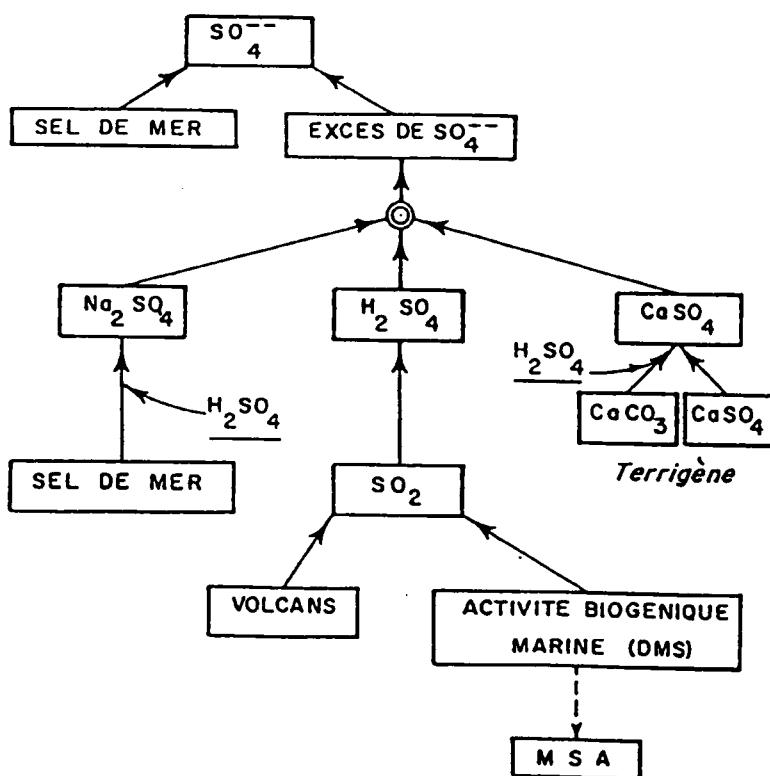 SO4--
SEL DE MER
EXCES DE SO4--
Na2SO4
H2SO4
CaSO4
H2SO4
H2SO4
CaCO3
CaSO4
Terrigène
SEL DE MER
SO2
VOLCANS
ACTIVITE BIOGENIQUE
MARINE (DMS)
M S A